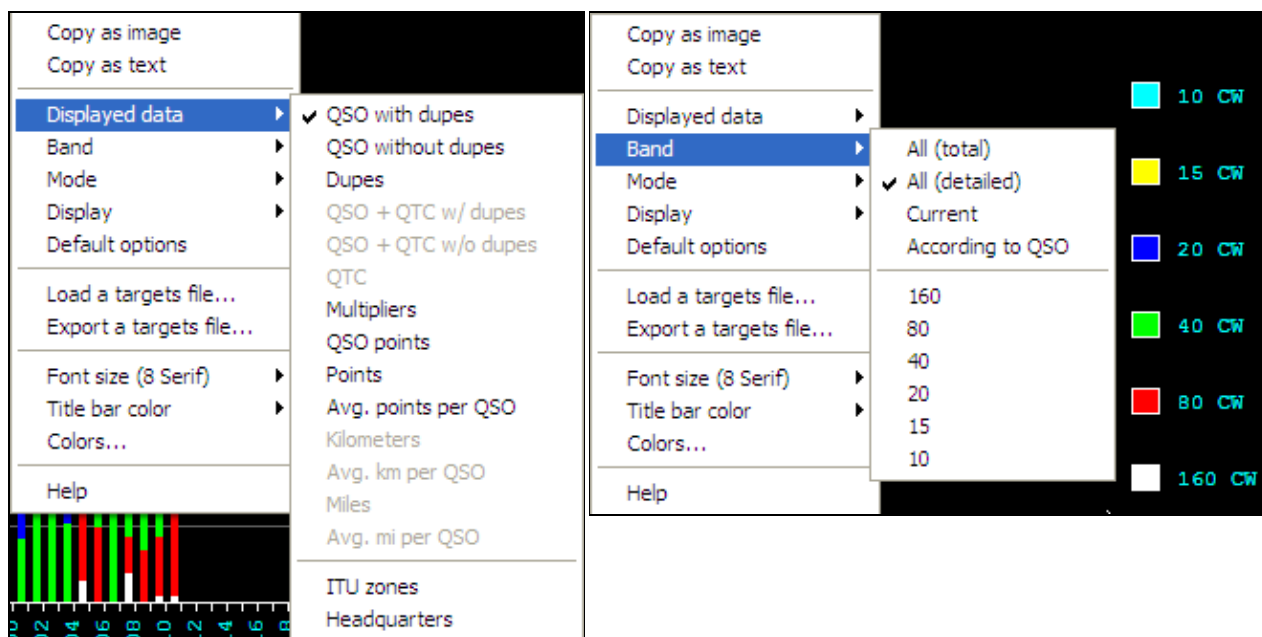 Copy as image
Copy as text
Displayed data
Band
Mode
Display
Default options
Load a targets file...
Export a targets file...
Font size (8 Serif)
Title bar color
Colors...
Help
QSO with dupes
QSO without dupes
Dupes
QSO + QTC w/ dupes
QSO + QTC w/o dupes
QTC
Multipliers
QSO points
Points
Avg. points per QSO
Kilometers
Avg. km per QSO
Miles
Avg. mi per QSO
ITU zones
Headquarters
Copy as image
Copy as text
Displayed data
Band
Mode
Display
Default options
Load a targets file...
Export a targets file...
Font size (8 Serif)
Title bar color
Colors...
Help
All (total)
All (detailed)
Current
According to QSO
160
80
40
20
15
10
10 CW
15 CW
20 CW
40 CW
80 CW
160 CW